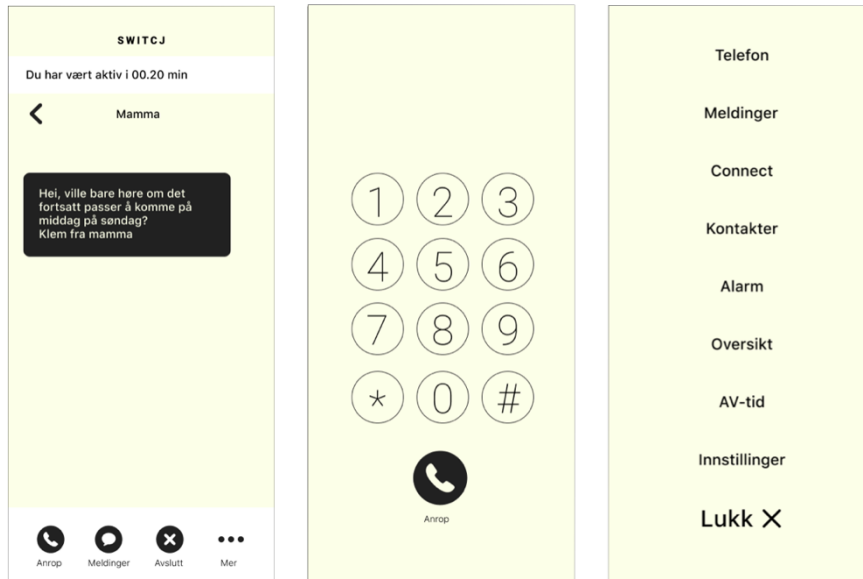 SWITCJ
Du har vært aktiv i 00.20 min
Mamma
Hei, ville bare høre om det
fortsatt passer å komme på
middag på søndag?
Klem fra mamma
Anrop Meldinger Avslutt Mer
1 2 3
4 5 6
7 8 9
* 0 #
Anrop
Telefon
Meldinger
Connect
Kontakter
Alarm
Oversikt
AV-tid
Innstillinger
Lukk X